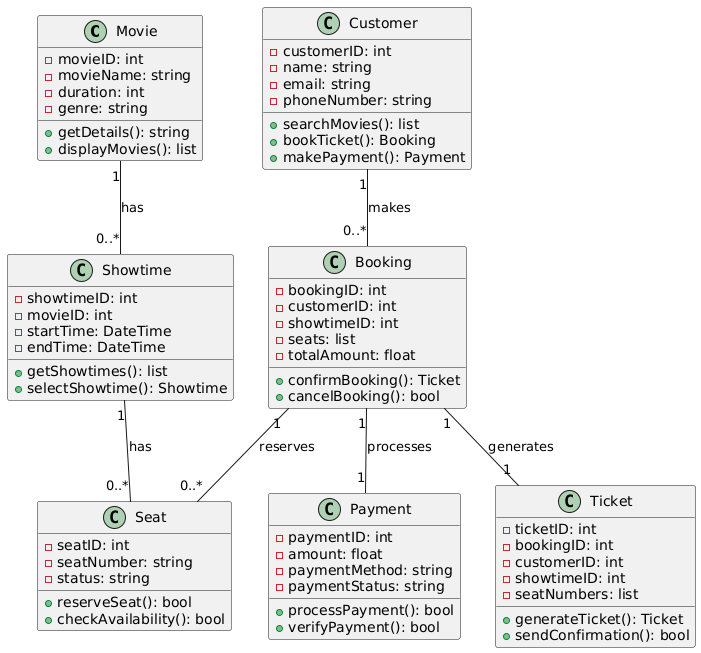 C Movie
movieID: int
movieName: string
duration: int
genre: string
getDetails(): string
displayMovies(): list
C Customer
customerID: int
name: string
email: string
phoneNumber: string
searchMovies(): list
bookTicket(): Booking
makePayment(): Payment
1
has
0..*
1
makes
0..*
C Showtime
showtimeID: int
movieID: int
startTime: DateTime
endTime: DateTime
getShowtimes(): list
selectShowtime(): Showtime
C Booking
bookingID: int
customerID: int
showtimeID: int
seats: list
totalAmount: float
confirmBooking(): Ticket
cancelBooking(): bool
1
has
0..*
1
reserves
0..*
1
processes
1
1
generates
1
C Seat
seatID: int
seatNumber: string
status: string
reserveSeat(): bool
checkAvailability(): bool
C Payment
paymentID: int
amount: float
paymentMethod: string
paymentStatus: string
processPayment(): bool
verifyPayment(): bool
C Ticket
ticketID: int
bookingID: int
customerID: int
showtimeID: int
seatNumbers: list
generateTicket(): Ticket
sendConfirmation(): bool